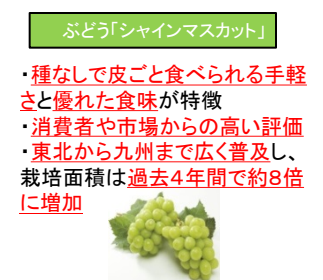 ぶどう「シャインマスカット」
・種なしで皮ごと食べられる手軽
さと優れた食味が特徴
・消費者や市場からの高い評価
・東北から九州まで広く普及し、
栽培面積は過去4年間で約8倍
に増加